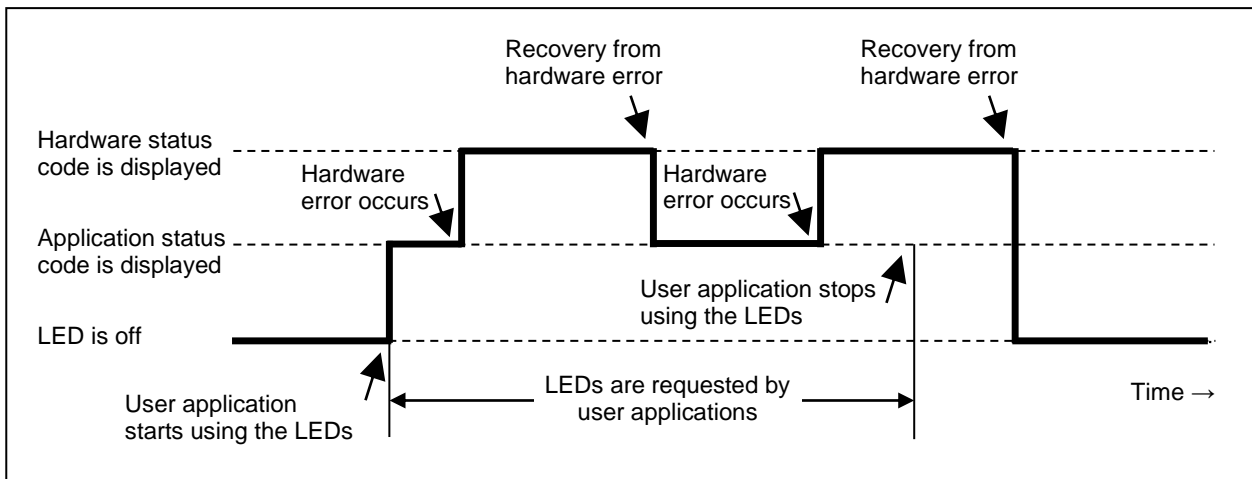 Recovery from
hardware error
Recovery from
hardware error
Hardware status
code is displayed
Hardware
error occurs
Hardware
error occurs
Application status
code is displayed
User application stops
using the LEDs
LED is off
LEDs are requested by
user applications
Time →
User application
starts using the LEDs